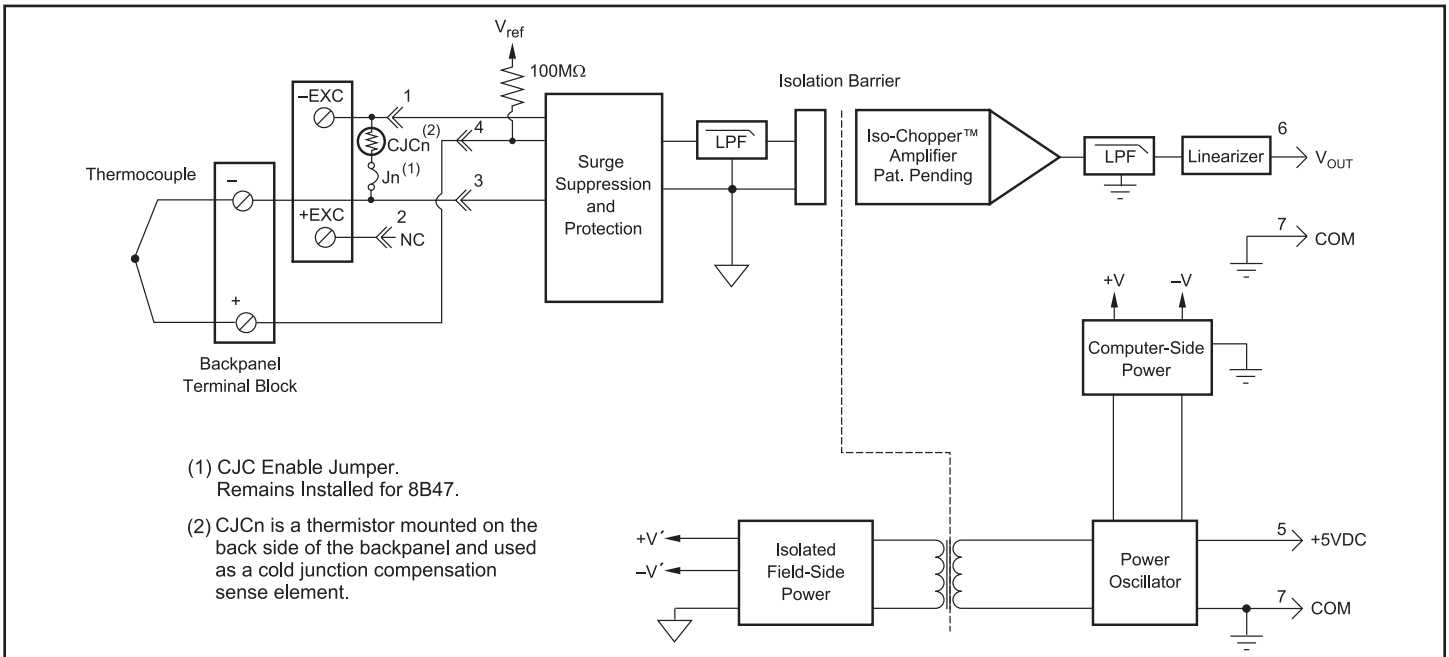 Vref
100MΩ
Isolation Barrier
–EXC
1
CJCn(2)
4
Jn(1)
3
+EXC
2
NC
Thermocouple
–
+
Backpanel
Terminal Block
Surge
Suppression
and
Protection
LPF
Iso-Chopper™
Amplifier
Pat. Pending
LPF
Linearizer
6
VOUT
7
COM
+V
–V
Computer-Side
Power
(1) CJC Enable Jumper.
Remains Installed for 8B47.
(2) CJCn is a thermistor mounted on the
back side of the backpanel and used
as a cold junction compensation
sense element.
+V´
–V´
Isolated
Field-Side
Power
Power
Oscillator
5
+5VDC
7
COM